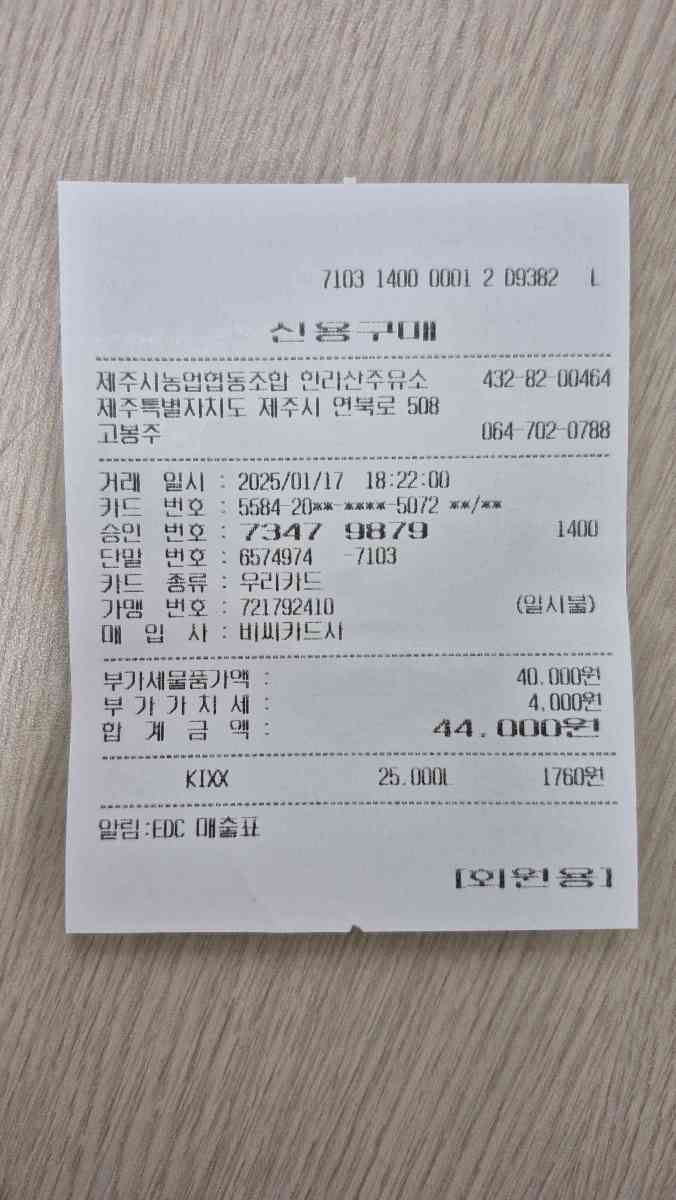 7103 1400 0001 2 D9382 L
신용구매
제주시농업협동조합 한라산주유소 432-82-00464
제주특별자치도 제주시 연북로 508
고봉주 064-702-0788
거래 일시 : 2025/01/17 18:22:00
카드 번호 : 5584-20**-****-5072 **/**
승인 번호 : 7347 9879 1400
단말 번호 : 6574974 -7103
카드 종류 : 우리카드
가맹 번호 : 721792410 (일시불)
매 입 사 : 비씨카드사
부가세물품가액 : 40,000원
부 가 가 치 세 : 4,000원
합 계 금 액 : 44,000원
KIXX 25.000L 1760원
알림:EDC 매출표
[회원용]